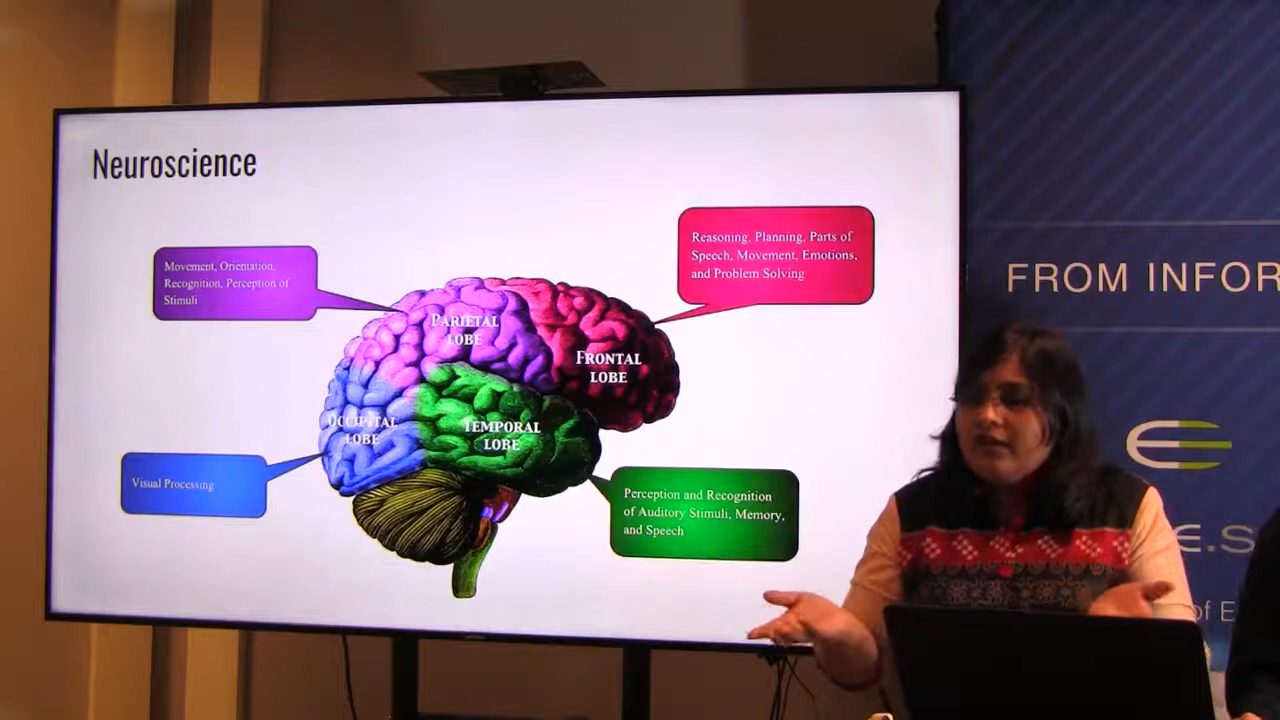 Neuroscience
Movement, Orientation,
Recognition, Perception of
Stimuli
Reasoning, Planning, Parts of
Speech, Movement, Emotions,
and Problem Solving
PARIETAL
LOBE
FRONTAL
LOBE
OCCIPITAL
LOBE
TEMPORAL
LOBE
Visual Processing
Perception and Recognition
of Auditory Stimuli, Memory,
and Speech
FROM INFOR
E.S
of E